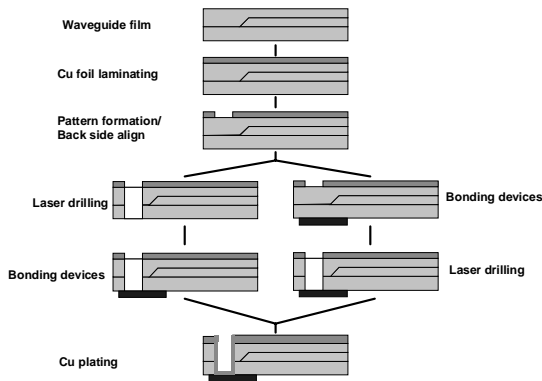 Waveguide film
Cu foil laminating
Pattern formation/
Back side align
Laser drilling
Bonding devices
Bonding devices
Laser drilling
Cu plating